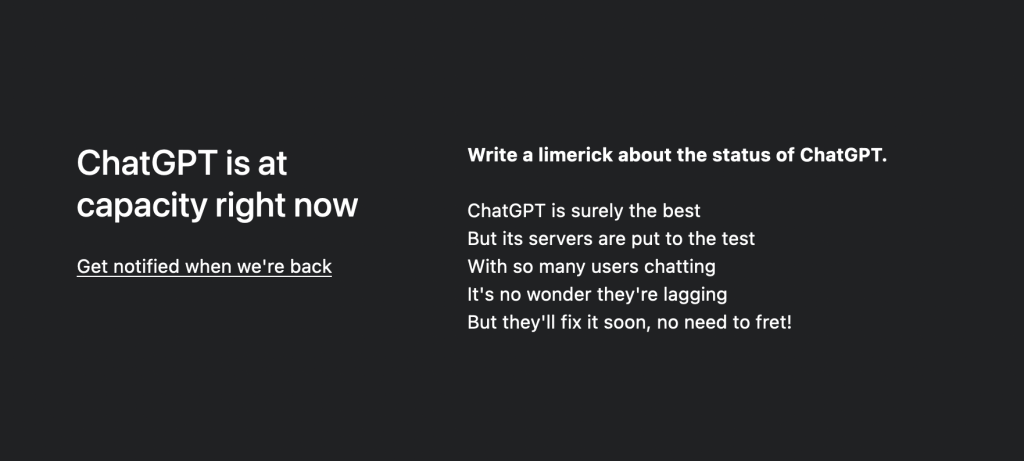 ChatGPT is at
capacity right now
Get notified when we're back
Write a limerick about the status of ChatGPT.
ChatGPT is surely the best
But its servers are put to the test
With so many users chatting
It's no wonder they're lagging
But they'll fix it soon, no need to fret!